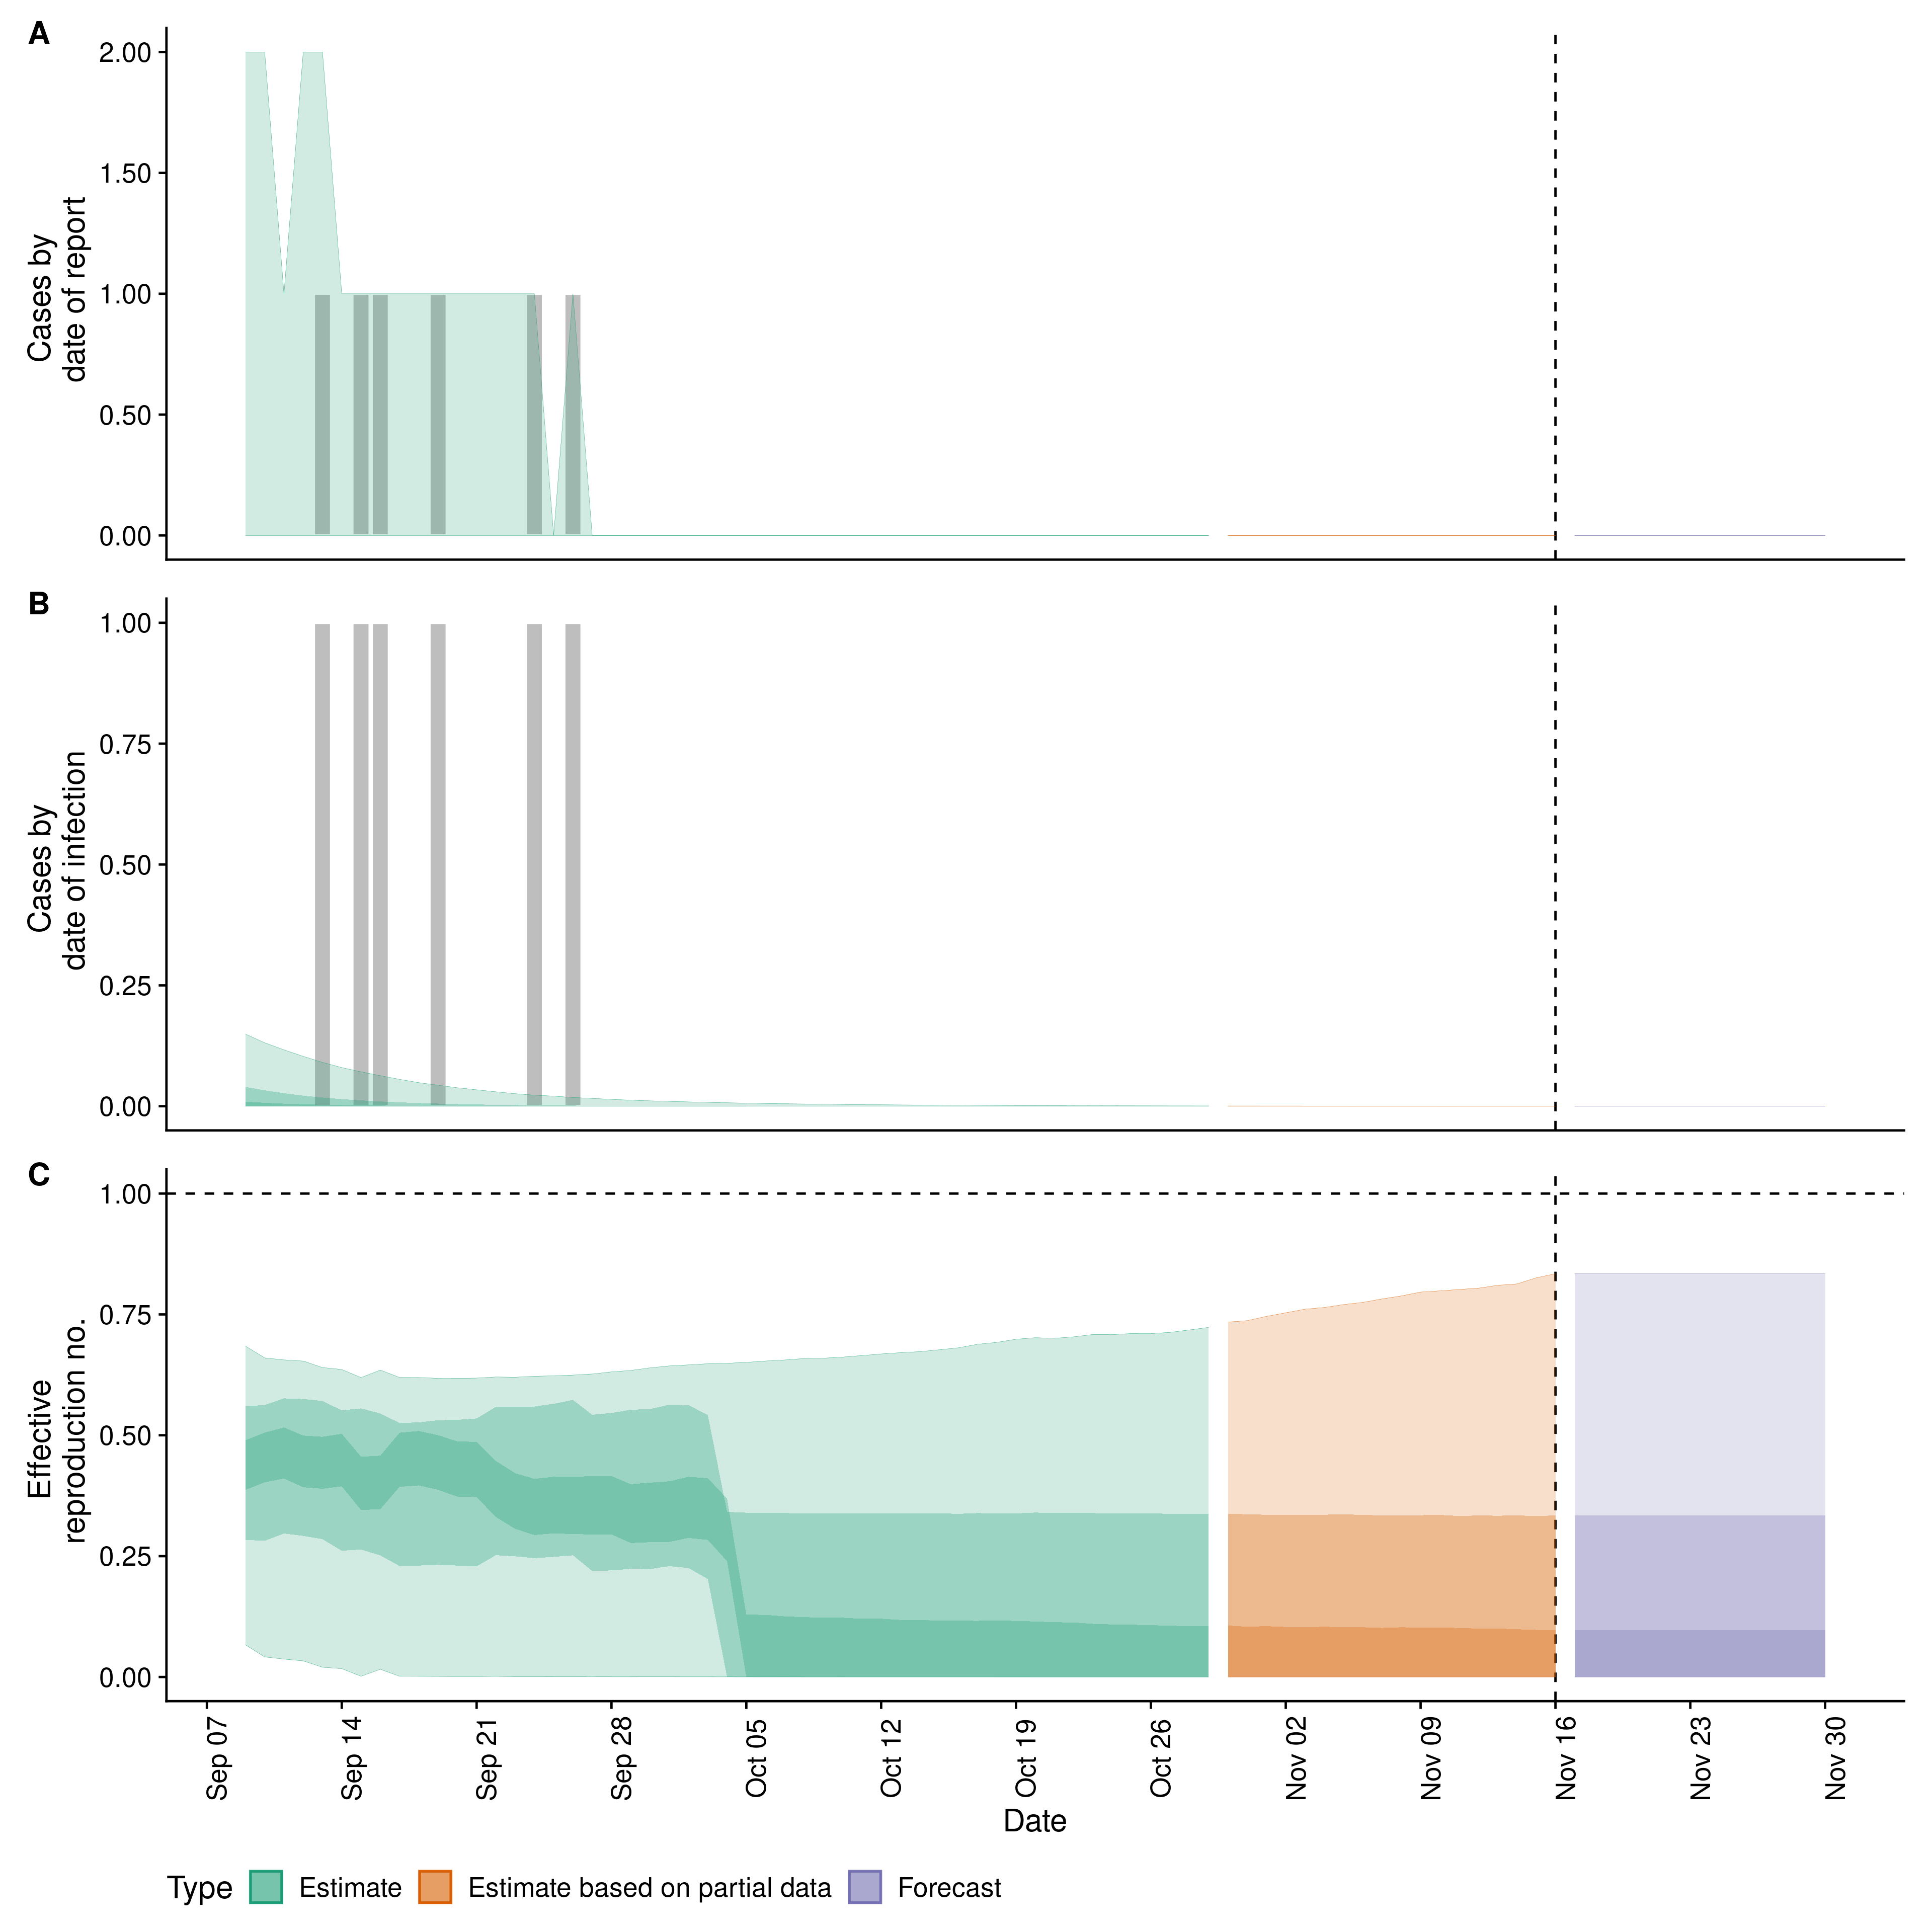 A
Cases by
date of report
2.00
1.50
1.00
0.50
0.00
B
Cases by
date of infection
1.00
0.75
0.50
0.25
0.00
C
Effective
reproduction no.
1.00
0.75
0.50
0.25
0.00
Sep 07 Sep 14 Sep 21 Sep 28 Oct 05 Oct 12 Oct 19 Oct 26 Nov 02 Nov 09 Nov 16 Nov 23 Nov 30
Date
Type Estimate Estimate based on partial data Forecast